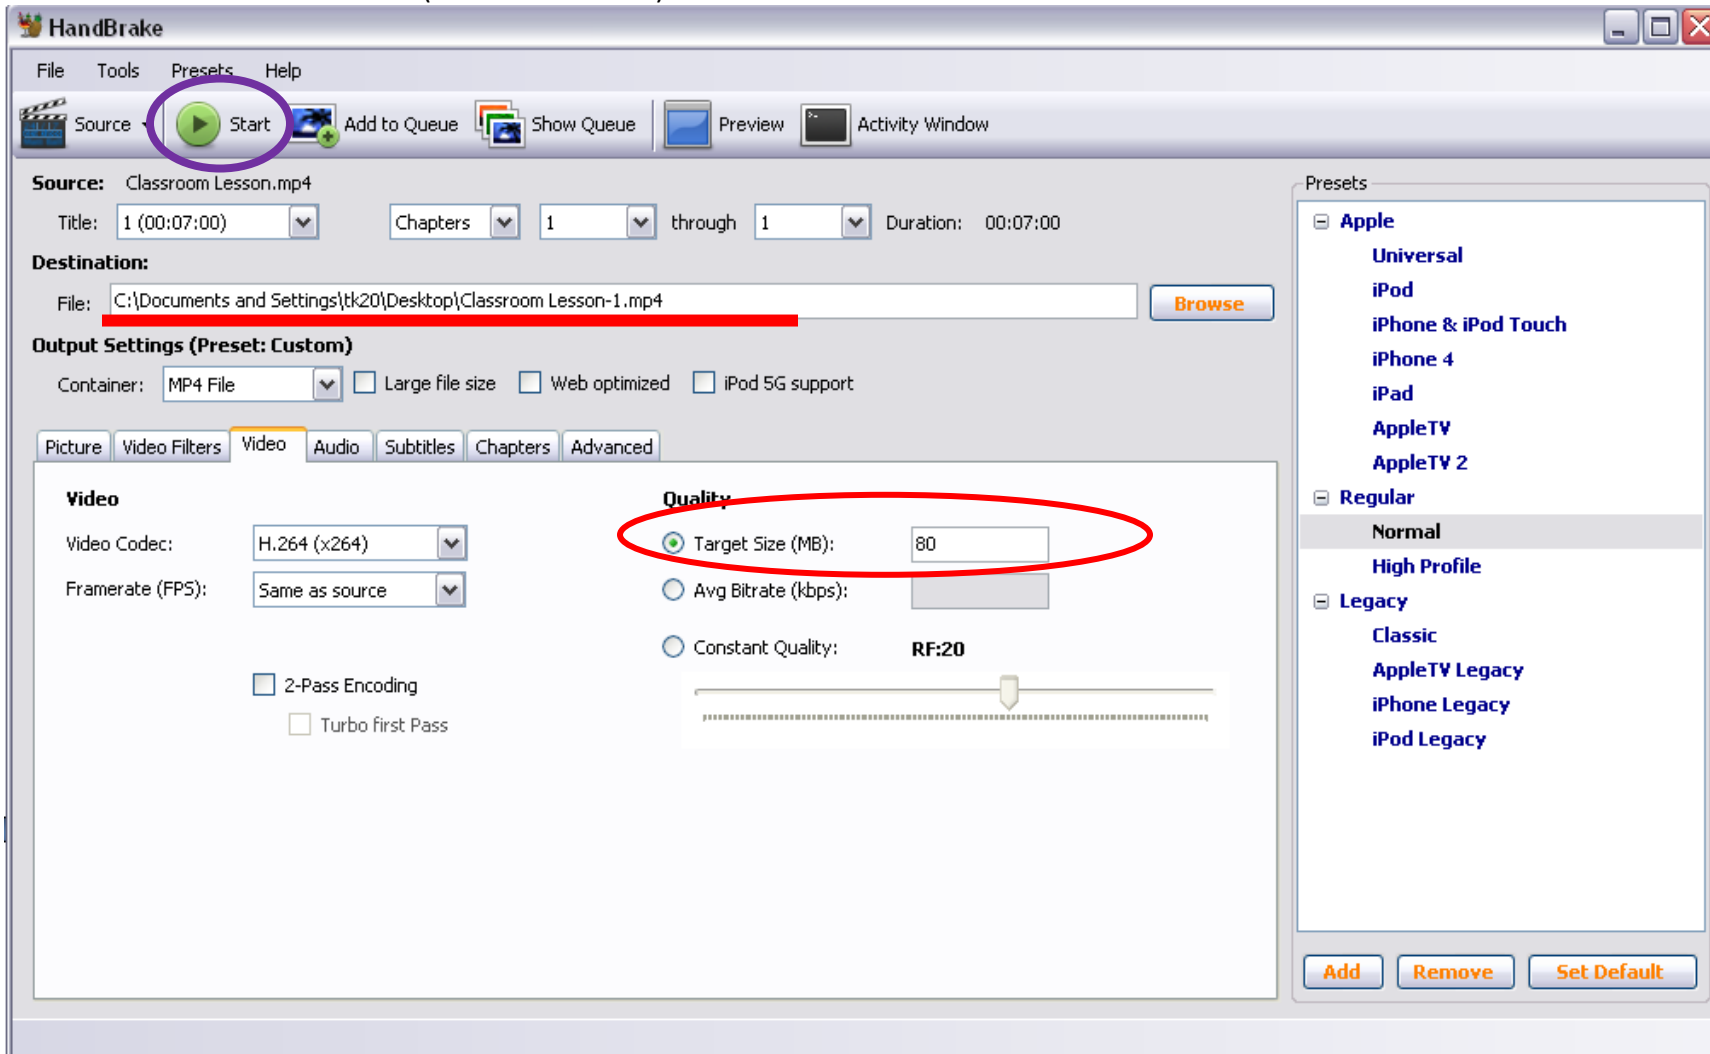 HandBrake
File Tools Presets Help
Source Start Add to Queue Show Queue Preview Activity Window
Source: Classroom Lesson.mp4
Title: 1 (00:07:00) Chapters 1 through 1 Duration: 00:07:00
Destination:
File: C:\Documents and Settings\tk20\Desktop\Classroom Lesson-1.mp4 Browse
Output Settings (Preset: Custom)
Container: MP4 File Large file size Web optimized iPod 5G support
Picture Video Filters Video Audio Subtitles Chapters Advanced
Video Quality
Video Codec: H.264 (x264) Target Size (MB): 80
Framerate (FPS): Same as source Avg Bitrate (kbps):
Constant Quality: RF:20
2-Pass Encoding
Turbo first Pass
Presets
Apple
Universal
iPod
iPhone & iPod Touch
iPhone 4
iPad
AppleTV
AppleTV 2
Regular
Normal
High Profile
Legacy
Classic
AppleTV Legacy
iPhone Legacy
iPod Legacy
Add Remove Set Default